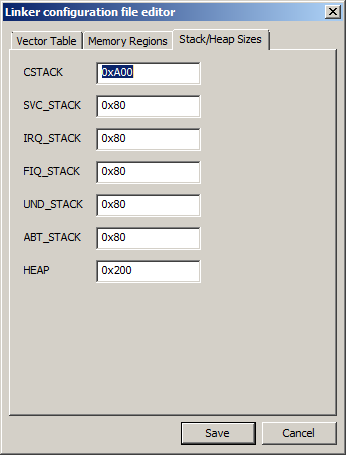 Linker configuration file editor
Vector Table Memory Regions Stack/Heap Sizes
CSTACK 0xA00
SVC_STACK 0x80
IRQ_STACK 0x80
FIQ_STACK 0x80
UND_STACK 0x80
ABT_STACK 0x80
HEAP 0x200
Save Cancel